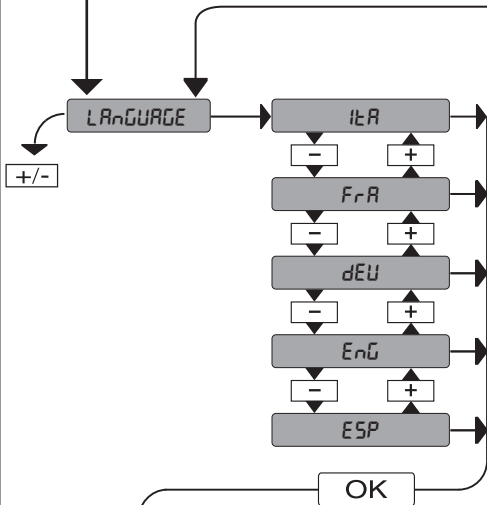 LAnGUAGE
ItA
+/-
- +
FrA
- +
dEU
- +
EnG
- +
ESP
OK